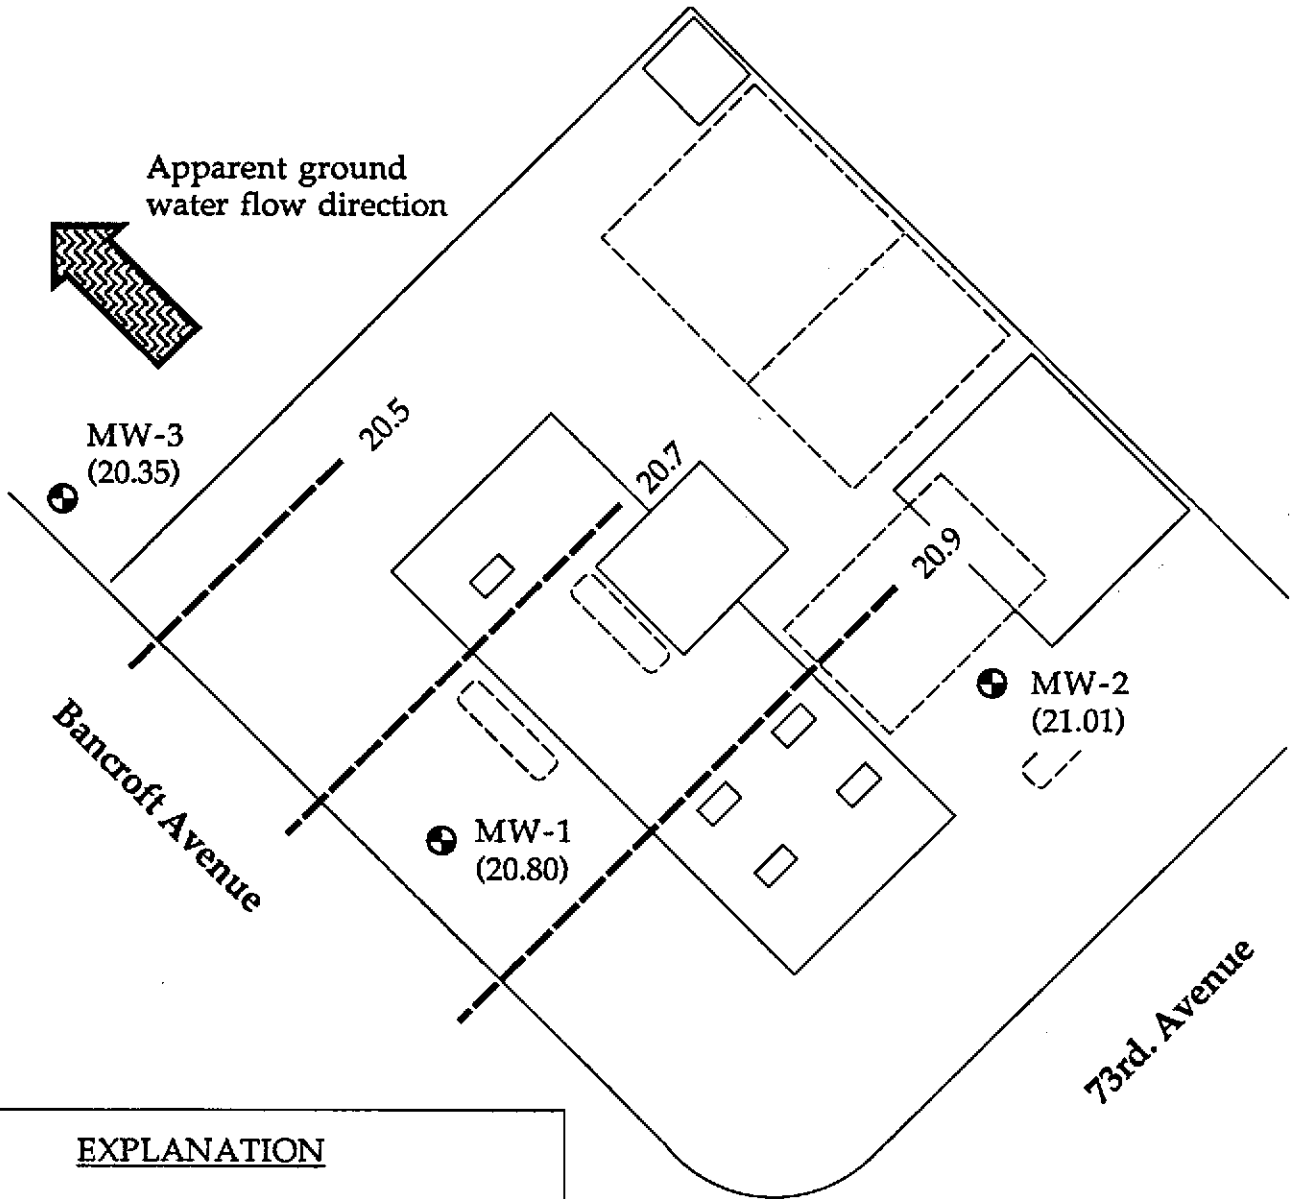 Apparent ground
water flow direction
MW-3
(20.35)
20.5
20.7
20.9
MW-2
(21.01)
Bancroft Avenue
MW-1
(20.80)
73rd. Avenue
EXPLANATION